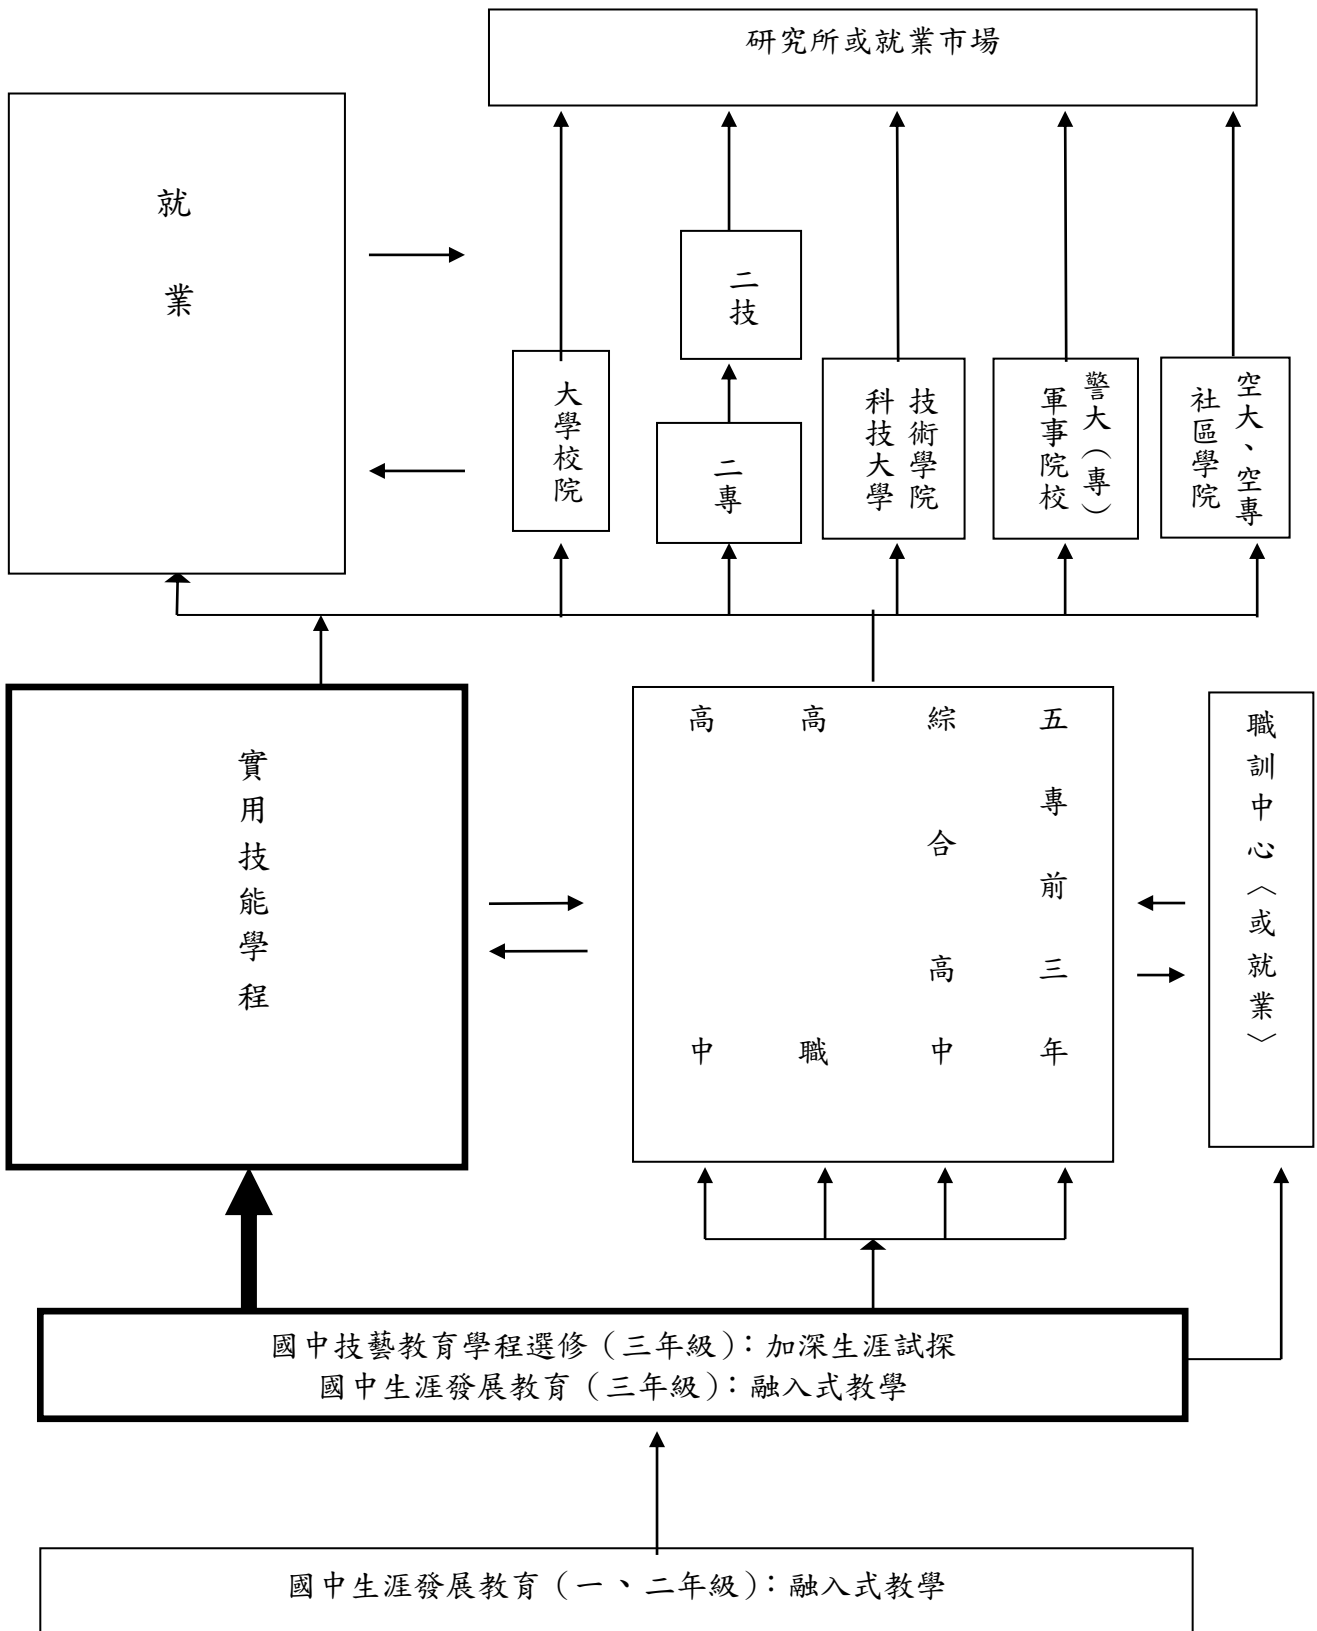 研究所或就業市場
就業
二技
大學校院
二專
技術學院
科技大學
警大（專）
軍事院校
空大、空專
社區學院
實用技能學程
高中
高職
綜合高中
五專前三年
職訓中心〈或就業〉
國中技藝教育學程選修（三年級）：加深生涯試探
國中生涯發展教育（三年級）：融入式教學
國中生涯發展教育（一、二年級）：融入式教學